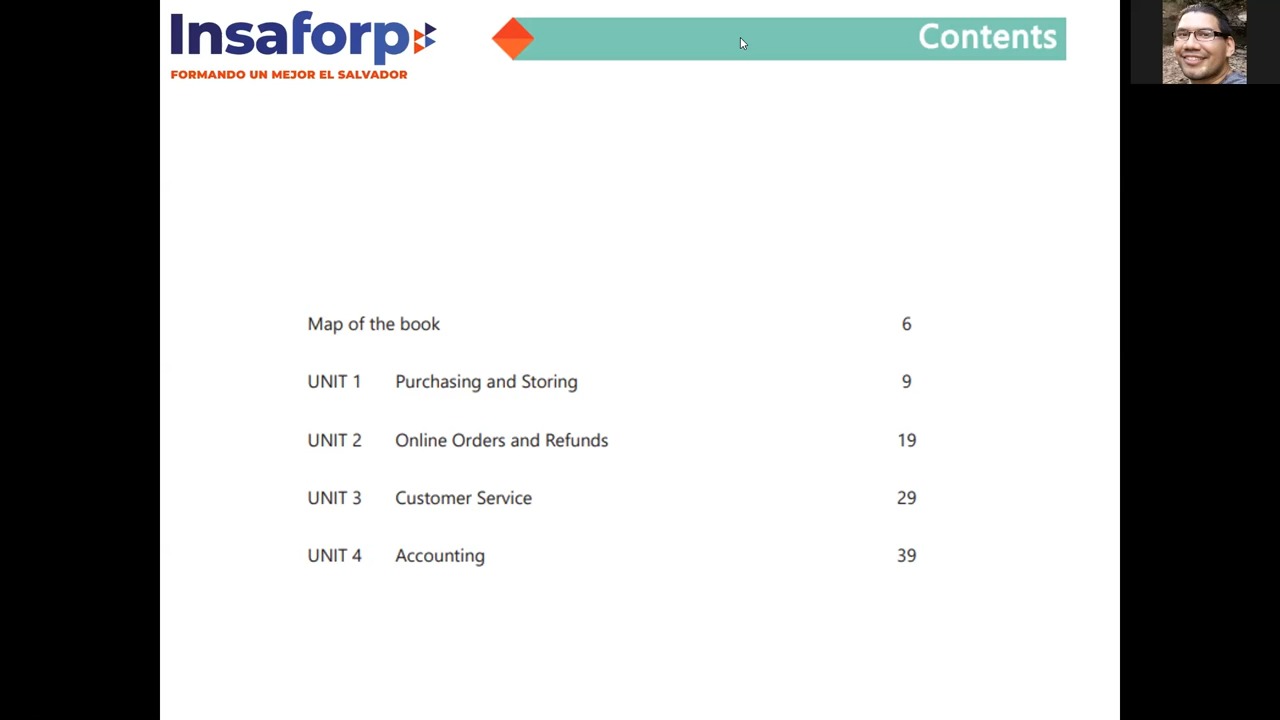 Insaforp
FORMANDO UN MEJOR EL SALVADOR
Contents
Map of the book 6
UNIT 1 Purchasing and Storing 9
UNIT 2 Online Orders and Refunds 19
UNIT 3 Customer Service 29
UNIT 4 Accounting 39